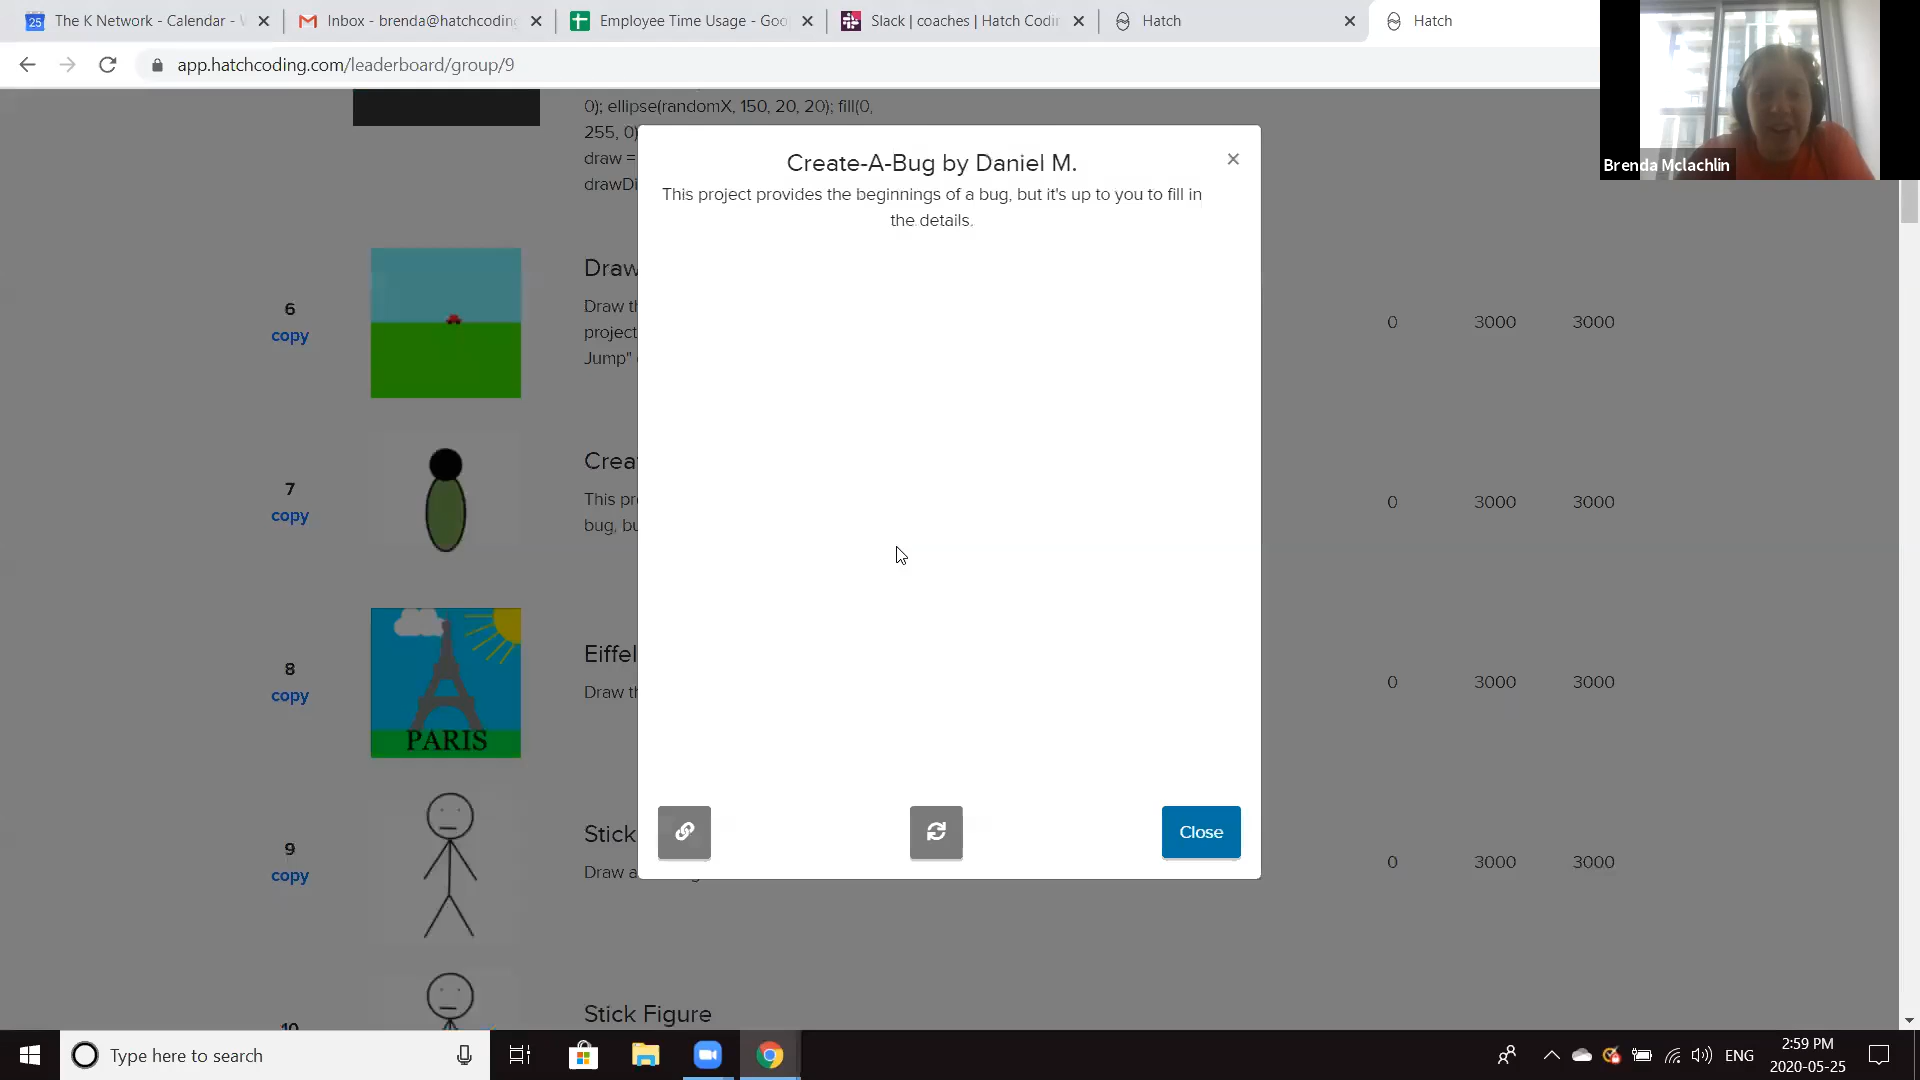 The K Network - Calendar -
Inbox - brenda@hatchcoding
Employee Time Usage - Goo
Slack | coaches | Hatch Codin
Hatch
Hatch
app.hatchcoding.com/leaderboard/group/9
Brenda Mclachlin
0); ellipse(randomX, 150, 20, 20); fill(0,
255, 0)
draw =
drawDi
Create-A-Bug by Daniel M.
×
This project provides the beginnings of a bug, but it's up to you to fill in
the details.
6
copy
Draw
Draw th
project
Jump"
0
3000
3000
7
copy
Crea
This pr
bug, bu
0
3000
3000
8
copy
PARIS
Eiffel
Draw th
0
3000
3000
9
copy
Stick
Draw a
0
3000
3000
10
Stick Figure
Close
Type here to search
ENG
2:59 PM
2020-05-25
25